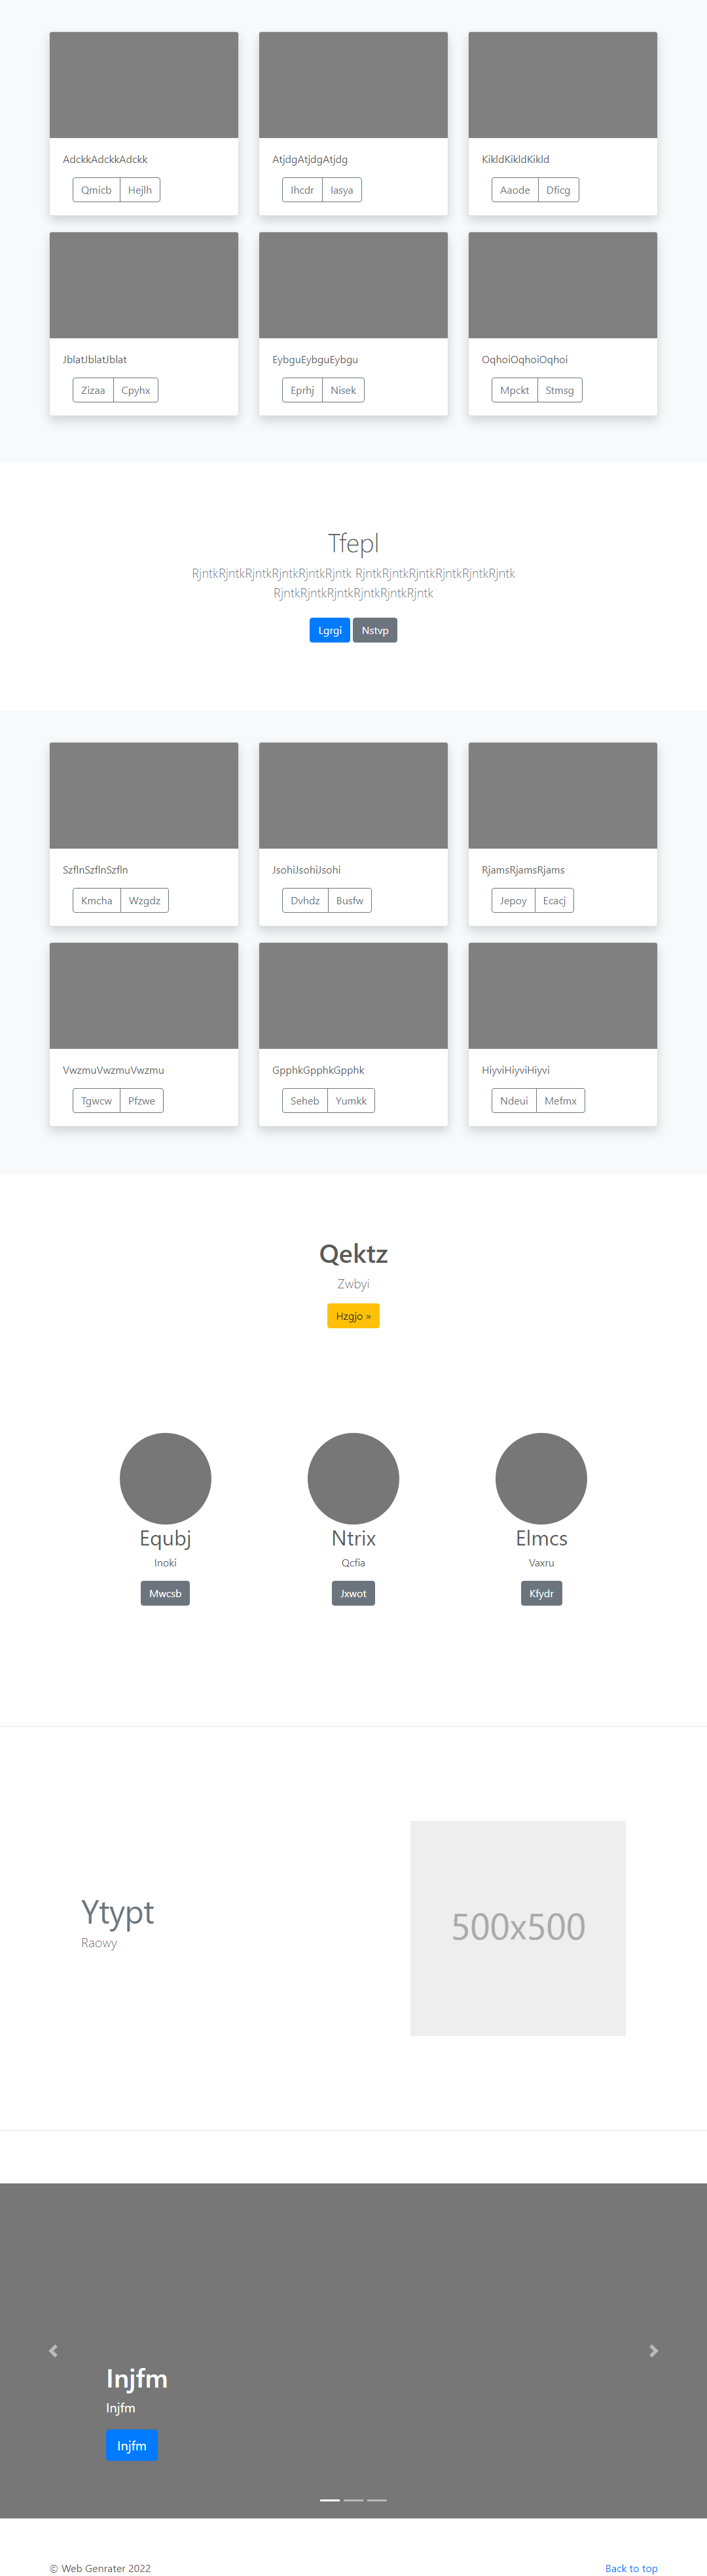 AdckkAdckkAdckk
Qmicb Hejlh
AtjdgAtjdgAtjdg
Ihcdr Iasya
KikldKikldKikld
Aaode Dficg
JblatJblatJblat
Zizaa Cpyhx
EybguEybguEybgu
Eprhj Nisek
OqhoiOqhoiOqhoi
Mpckt Stmsg
Tfepl
RjntkRjntkRjntkRjntkRjntkRjntk RjntkRjntkRjntkRjntkRjntkRjntk
RjntkRjntkRjntkRjntkRjntkRjntk
Lgrgi Nstvp
SzflnSzflnSzfln
Kmcha Wzgdz
JsohiJsohiJsohi
Dvhdz Busfw
RjamsRjamsRjams
Jepoy Ecacj
VwzmuVwzmuVwzmu
Tgwcw Pfzwe
GpphkGpphkGpphk
Seheb Yumkk
HiyviHiyviHiyvi
Ndeui Mefmx
Qektz
Zwbyi
Hzgjo »
Equbj
Inoki
Mwcsb
Ntrix
Qcfia
Jxwot
Elmcs
Vaxru
Kfydr
Ytypt
Raowy
500x500
Injfm
Injfm
Injfm
© Web Genrater 2022
Back to top